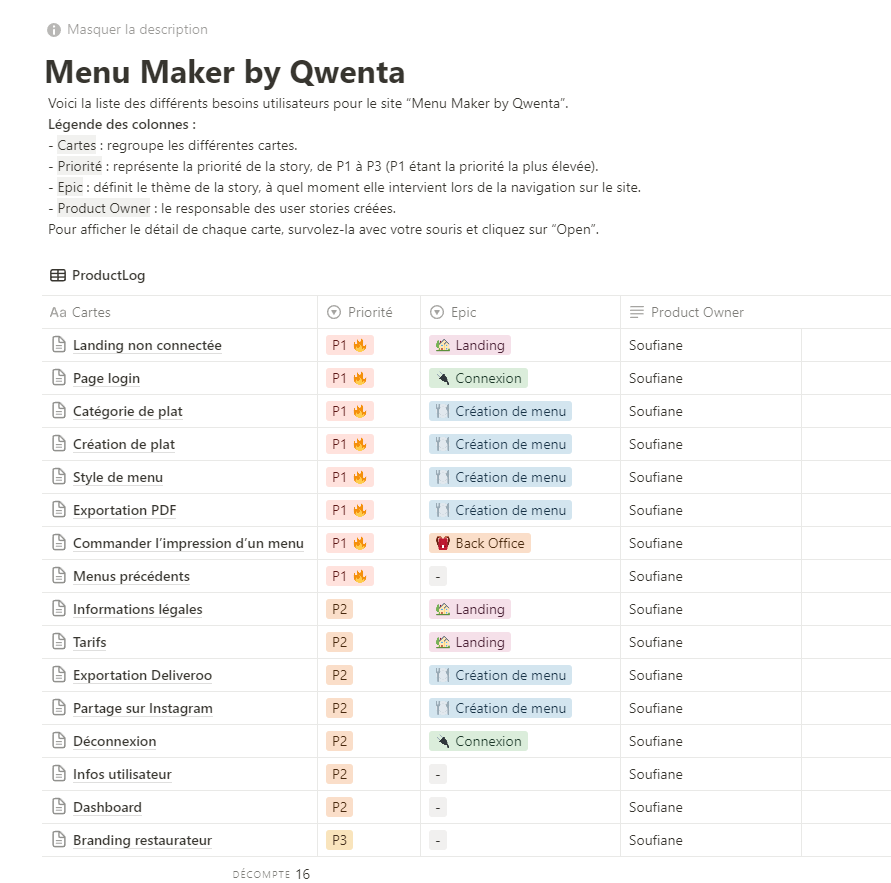 Masquer la description
Menu Maker by Qwenta
Voici la liste des différents besoins utilisateurs pour le site “Menu Maker by Qwenta”.
Légende des colonnes :
- Cartes : regroupe les différentes cartes.
- Priorité : représente la priorité de la story, de P1 à P3 (P1 étant la priorité la plus élevée).
- Epic : définit le thème de la story, à quel moment elle intervient lors de la navigation sur le site.
- Product Owner : le responsable des user stories créées.
Pour afficher le détail de chaque carte, survolez-la avec votre souris et cliquez sur “Open”.
ProductLog
Aa Cartes Priorité Epic Product Owner
Landing non connectée P1 🔥 🏡 Landing Soufiane
Page login P1 🔥 🔌 Connexion Soufiane
Catégorie de plat P1 🔥 🍴 Création de menu Soufiane
Création de plat P1 🔥 🍴 Création de menu Soufiane
Style de menu P1 🔥 🍴 Création de menu Soufiane
Exportation PDF P1 🔥 🍴 Création de menu Soufiane
Commander l’impression d’un menu P1 🔥 Back Office Soufiane
Menus précédents P1 🔥 - Soufiane
Informations légales P2 🏡 Landing Soufiane
Tarifs P2 🏡 Landing Soufiane
Exportation Deliveroo P2 🍴 Création de menu Soufiane
Partage sur Instagram P2 🍴 Création de menu Soufiane
Déconnexion P2 🔌 Connexion Soufiane
Infos utilisateur P2 - Soufiane
Dashboard P2 - Soufiane
Branding restaurateur P3 - Soufiane
DÉCOMPTE 16